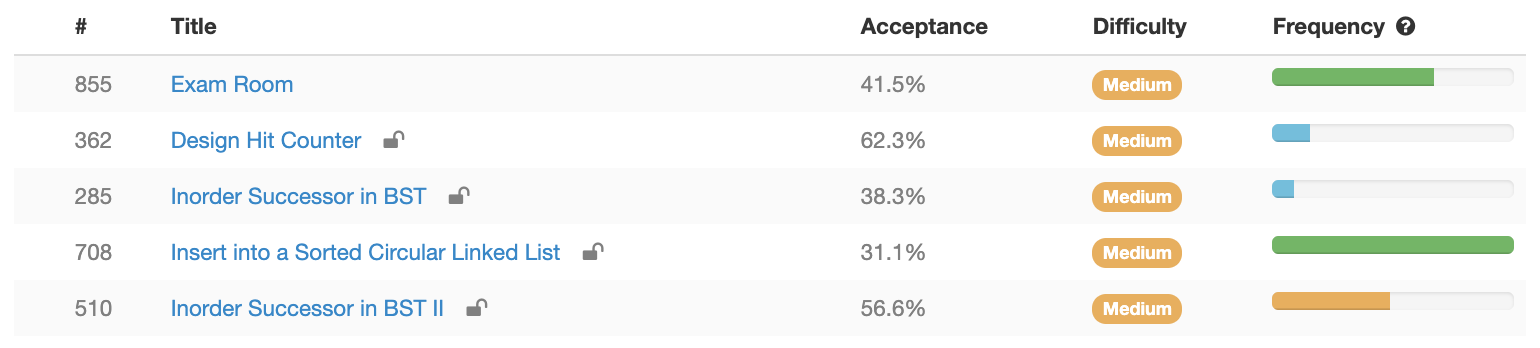 # Title Acceptance Difficulty Frequency ?
855 Exam Room 41.5% Medium
362 Design Hit Counter 62.3% Medium
285 Inorder Successor in BST 38.3% Medium
708 Insert into a Sorted Circular Linked List 31.1% Medium
510 Inorder Successor in BST II 56.6% Medium